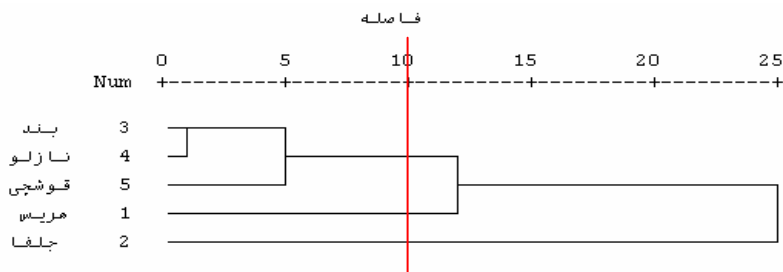 فاصله
0 5 10 15 20 25
Num +---------+---------+---------+---------+---------+
بند 3
نازلو 4
قوشچی 5
هریس 1
جلفا 2